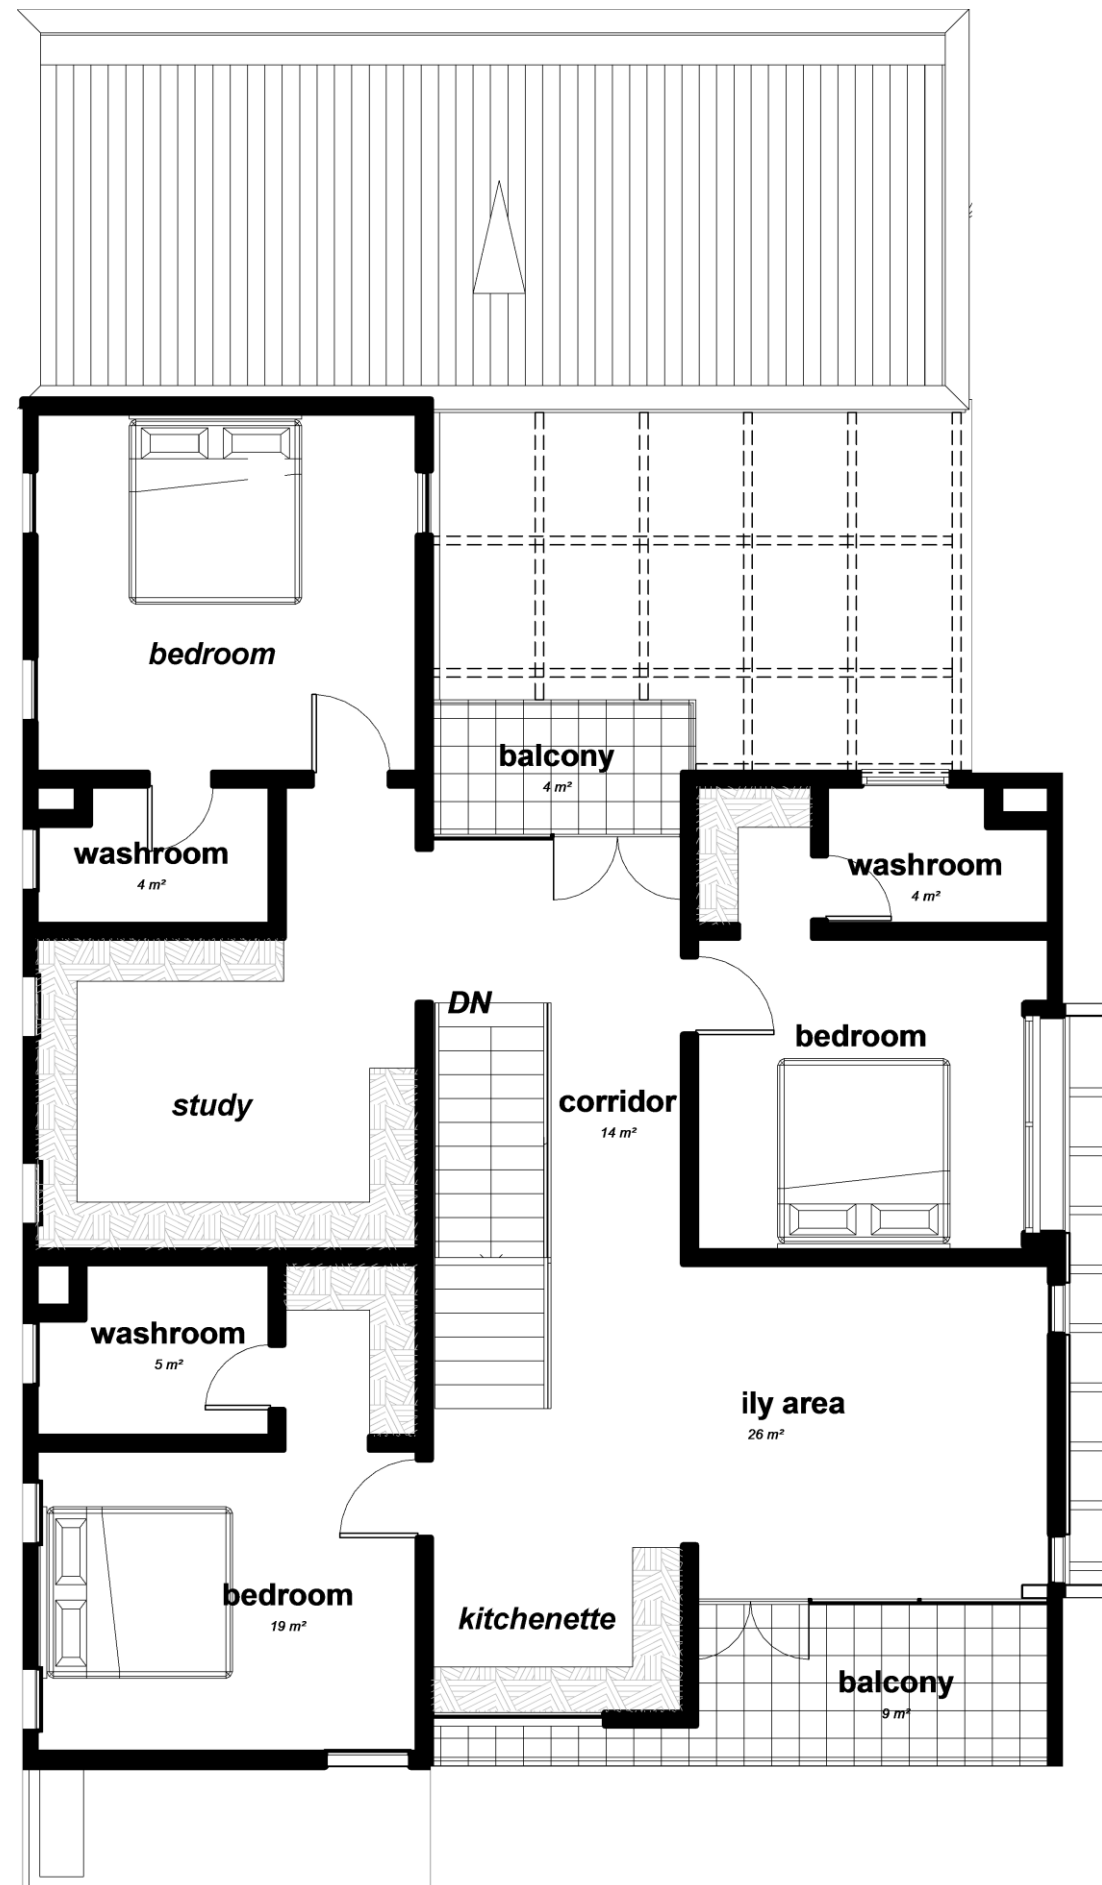 bedroom
balcony
4 m²
washroom
4 m²
washroom
4 m²
DN
bedroom
study
corridor
14 m²
washroom
5 m²
ily area
26 m²
bedroom
19 m²
kitchenette
balcony
9 m²